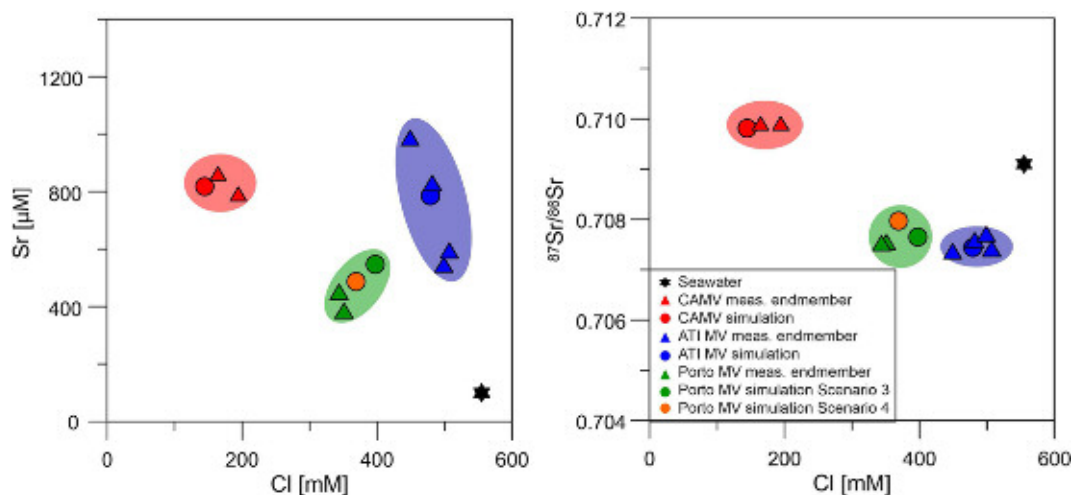 1200
800
400
0
0
200
400
600
Sr [µM]
Cl [mM]
0.712
0.710
0.708
0.706
0.704
0
200
400
600
⁸⁷Sr/⁸⁶Sr
Cl [mM]
Seawater
CAMV meas. endmember
CAMV simulation
ATI MV meas. endmember
ATI MV simulation
Porto MV meas. endmember
Porto MV simulation Scenario 3
Porto MV simulation Scenario 4